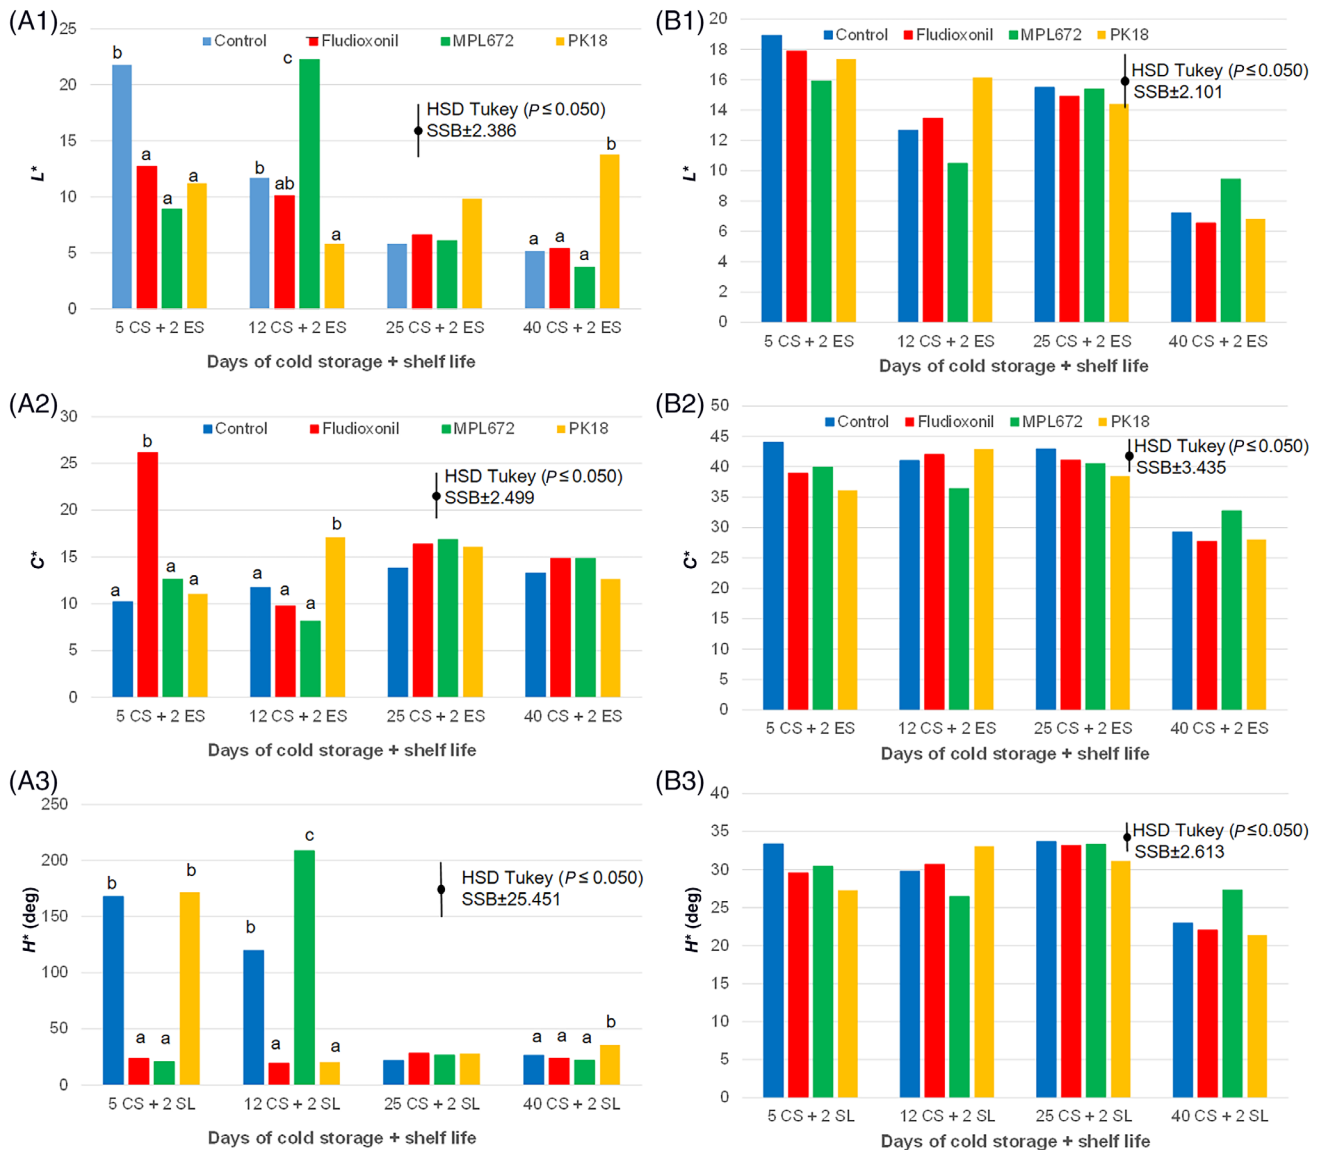 (A1)
25
Control Fludioxonil MPL672 PK18
b
c
20
HSD Tukey (P ≤ 0.050)
SSB±2.386
15
a
b
L*
10
a
a
b
ab
a
5
a
a
a
0
5 CS + 2 ES 12 CS + 2 ES 25 CS + 2 ES 40 CS + 2 ES
Days of cold storage + shelf life
(B1)
20
Control Fludioxonil MPL672 PK18
18
HSD Tukey (P ≤ 0.050)
SSB±2.101
16
14
12
L*
10
8
6
4
2
0
5 CS + 2 ES 12 CS + 2 ES 25 CS + 2 ES 40 CS + 2 ES
Days of cold storage + shelf life
(A2)
30
Control Fludioxonil MPL672 PK18
b
25
HSD Tukey (P ≤ 0.050)
SSB±2.499
20
b
15
C*
a
a
a
a
a
a
10
5
0
5 CS + 2 ES 12 CS + 2 ES 25 CS + 2 ES 40 CS + 2 ES
Days of cold storage + shelf life
(B2)
50
Control Fludioxonil MPL672 PK18
45
HSD Tukey (P ≤ 0.050)
SSB±3.435
40
35
30
25
C*
20
15
10
5
0
5 CS + 2 ES 12 CS + 2 ES 25 CS + 2 ES 40 CS + 2 ES
Days of cold storage + shelf life
(A3)
250
c
200
b
b
HSD Tukey (P ≤ 0.050)
SSB±25.451
150
b
H* (deg)
100
50
a a
a
a
a a a b
0
5 CS + 2 SL 12 CS + 2 SL 25 CS + 2 SL 40 CS + 2 SL
Days of cold storage + shelf life
(B3)
40
35
HSD Tukey (P ≤ 0.050)
SSB±2.613
30
25
H* (deg)
20
15
10
5
0
5 CS + 2 SL 12 CS + 2 SL 25 CS + 2 SL 40 CS + 2 SL
Days of cold storage + shelf life